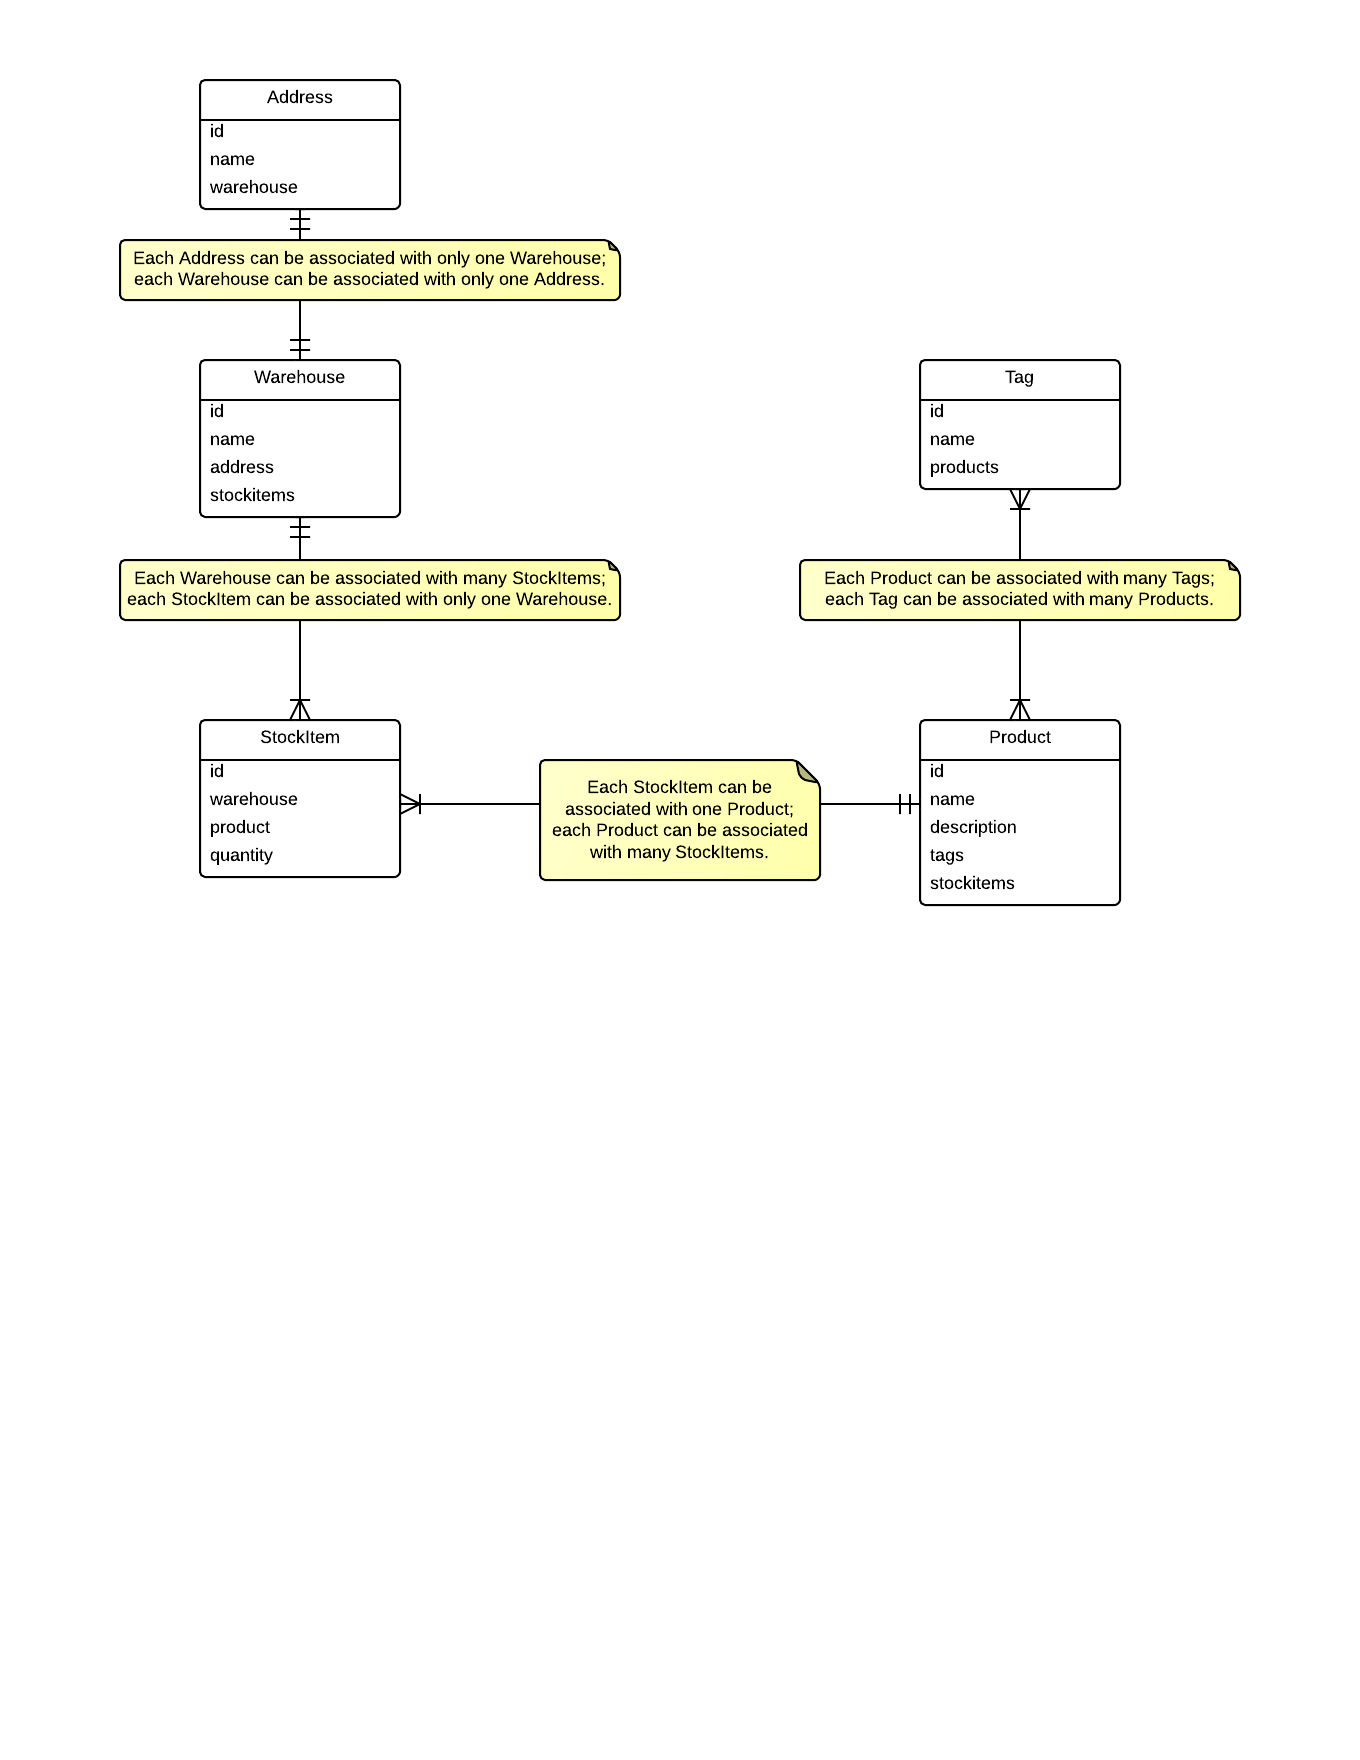 Address
id
name
warehouse
Each Address can be associated with only one Warehouse;
each Warehouse can be associated with only one Address.
Warehouse
id
name
address
stockitems
Tag
id
name
products
Each Warehouse can be associated with many StockItems;
each StockItem can be associated with only one Warehouse.
Each Product can be associated with many Tags;
each Tag can be associated with many Products.
StockItem
id
warehouse
product
quantity
Each StockItem can be
associated with one Product;
each Product can be associated
with many StockItems.
Product
id
name
description
tags
stockitems